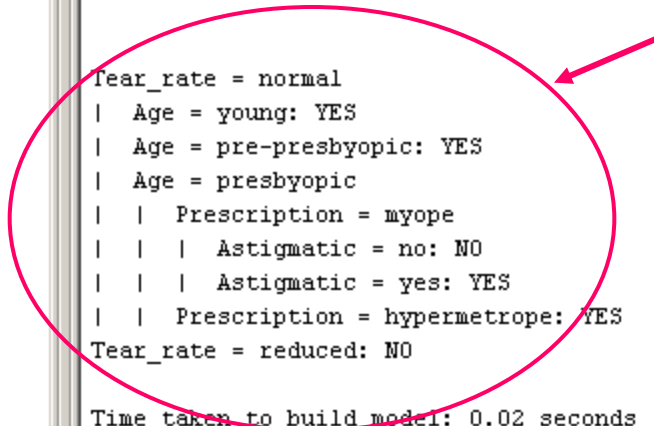 Tear_rate = normal
| Age = young: YES
| Age = pre-presbyopic: YES
| Age = presbyopic
| | Prescription = myope
| | | Astigmatic = no: NO
| | | Astigmatic = yes: YES
| | Prescription = hypermetrope: YES
Tear_rate = reduced: NO
Time taken to build model: 0.02 seconds